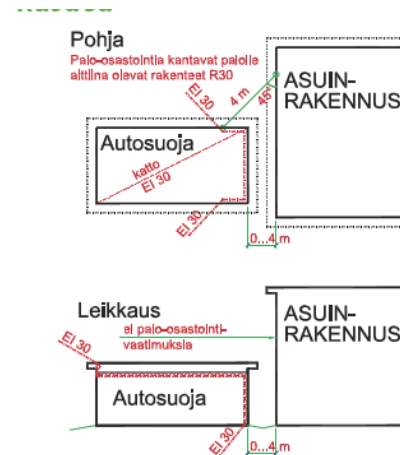 Pohja
Palo-osastointia kantavat palolle
alttiina olevat rakenteet R30
EI 30
4 m
45°
ASUIN-
RAKENNUS
Autosuoja
katto
EI 30
EI 30
0...4 m
Leikkaus
ei palo-osastointi-
vaatimuksia
ASUIN-
RAKENNUS
EI 30
Autosuoja
EI 30
0...4 m